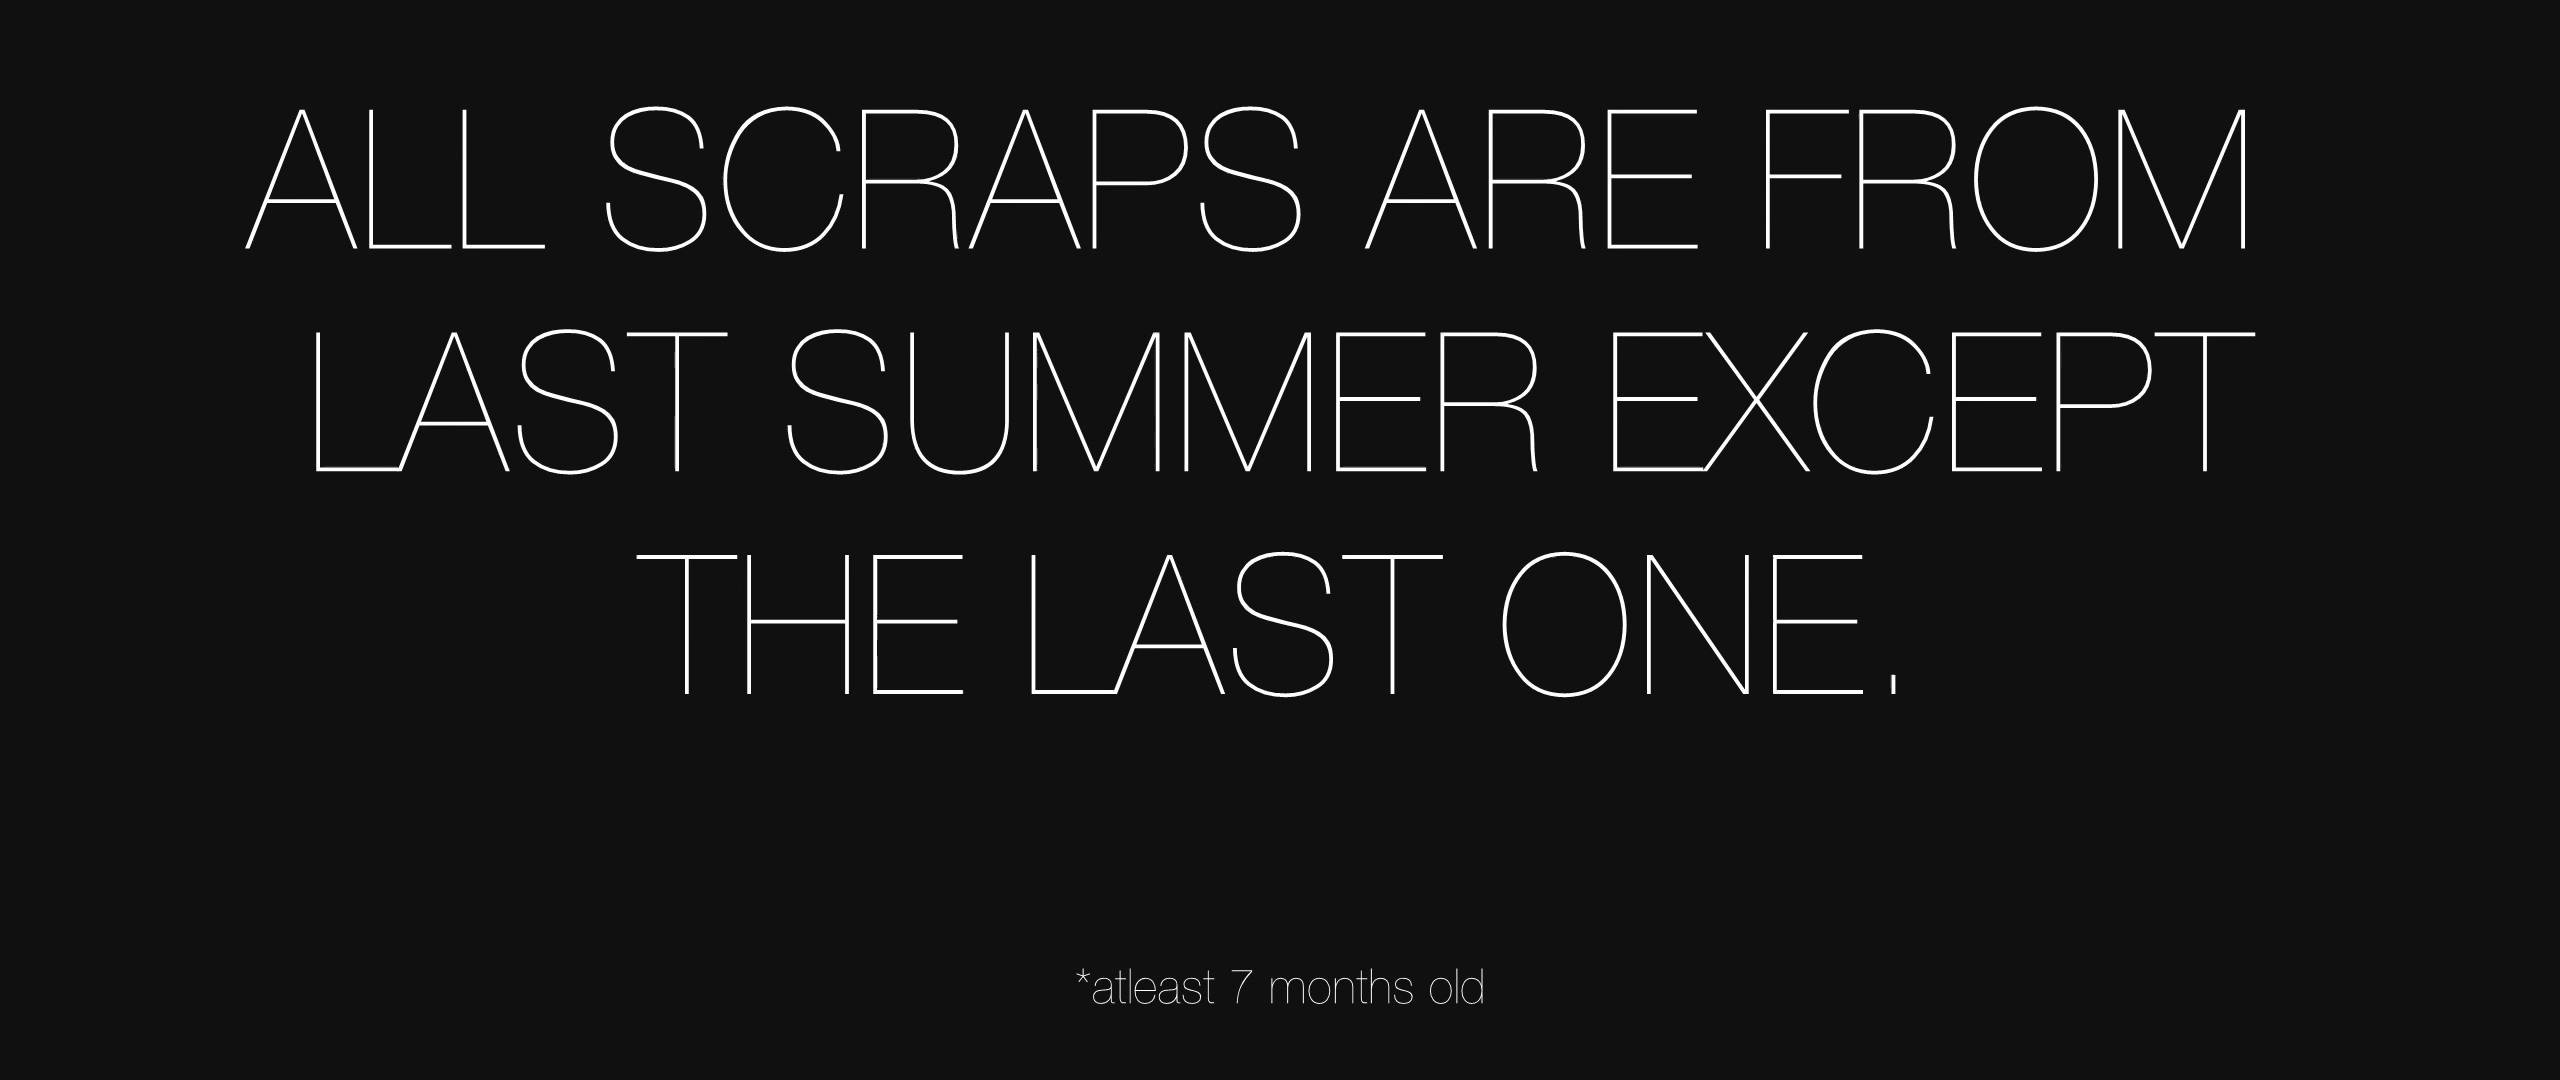 ALL SCRAPS ARE FROM
LAST SUMMER EXCEPT
THE LAST ONE.
*atleast 7 months old